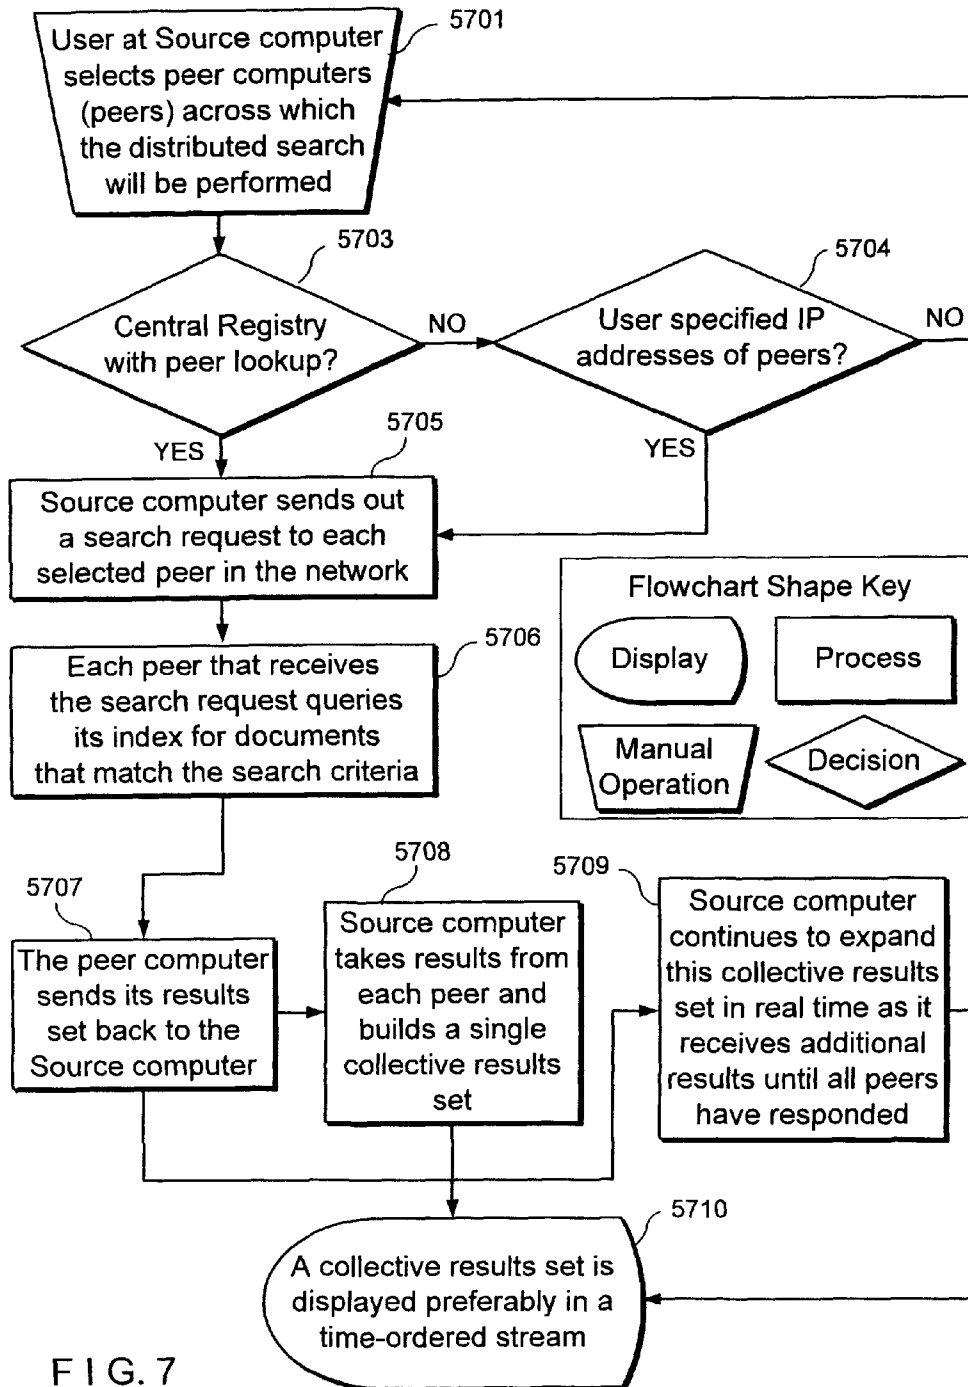 5701
User at Source computer
selects peer computers
(peers) across which
the distributed search
will be performed
5703
Central Registry
with peer lookup?
NO
YES
5704
User specified IP
addresses of peers?
NO
YES
5705
Source computer sends out
a search request to each
selected peer in the network
5706
Each peer that receives
the search request queries
its index for documents
that match the search criteria
Flowchart Shape Key
Display
Process
Manual
Operation
Decision
5707
The peer computer
sends its results
set back to the
Source computer
5708
Source computer
takes results from
each peer and
builds a single
collective results
set
5709
Source computer
continues to expand
this collective results
set in real time as it
receives additional
results until all peers
have responded
5710
A collective results set is
displayed preferably in a
time-ordered stream
F I G. 7